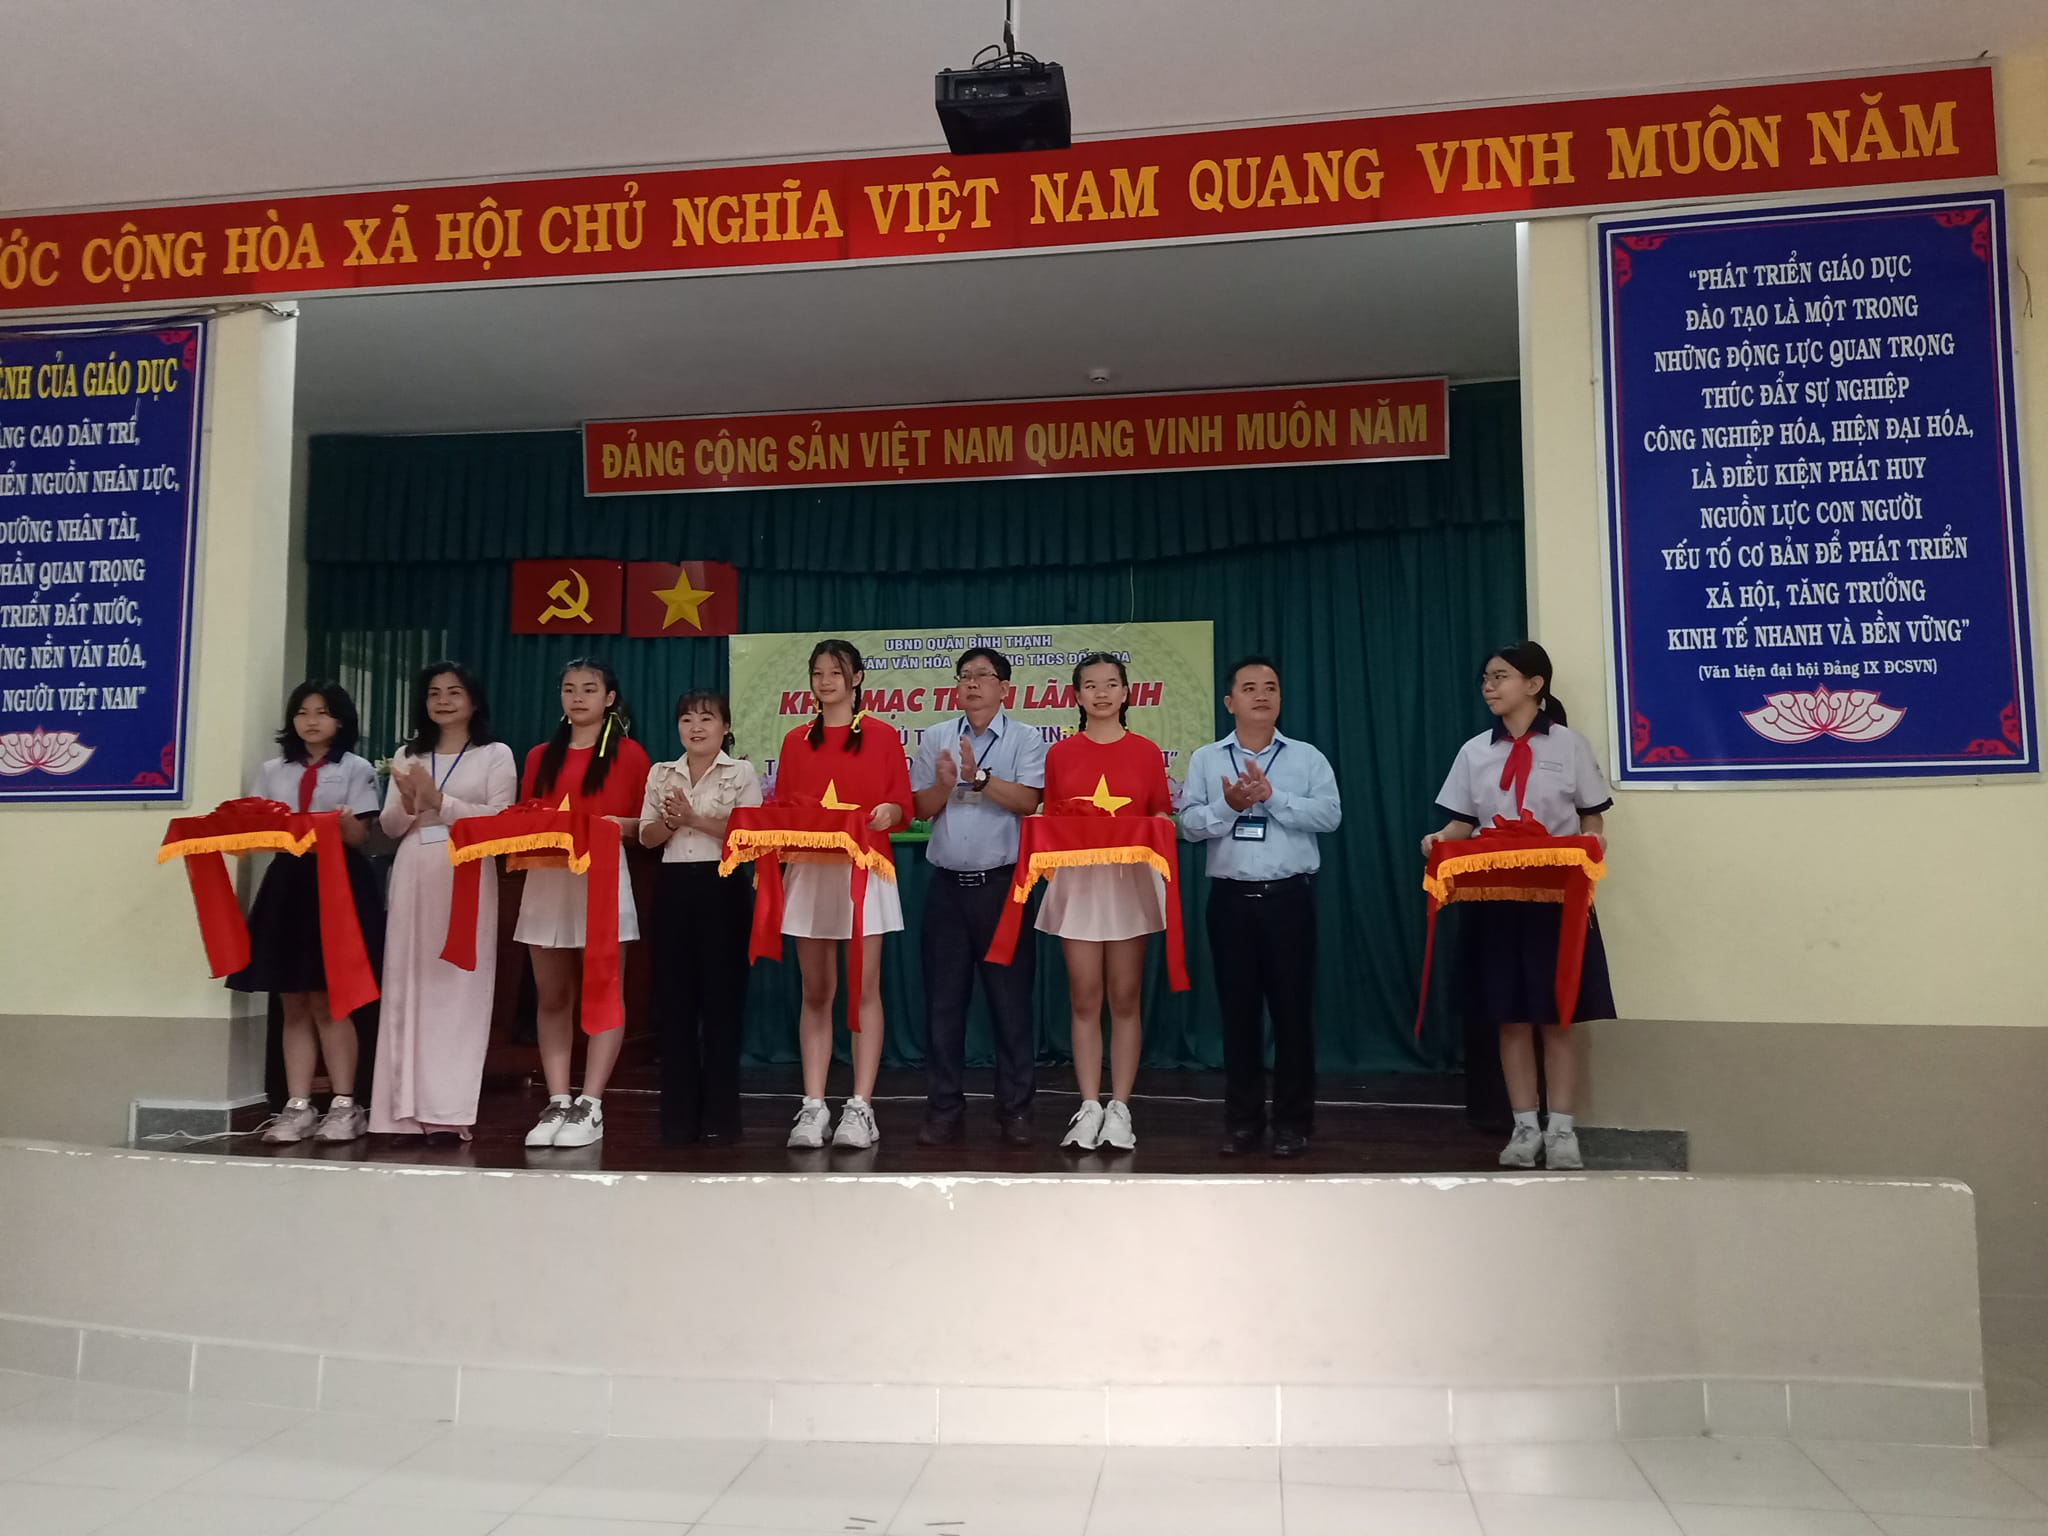 CỘNG HÒA XÃ HỘI CHỦ NGHĨA VIỆT NAM QUANG VINH MUÔN NĂM
CỦA GIÁO DỤC
CAO DÂN TRÍ,
NGUỒN NHÂN LỰC,
DƯỠNG NHÂN TÀI,
QUAN TRỌNG
TRIỂN ĐẤT NƯỚC,
NỀN VĂN HÓA,
NGƯỜI VIỆT NAM”
ĐẢNG CỘNG SẢN VIỆT NAM QUANG VINH MUÔN NĂM
UBND QUẬN BÌNH THẠNH
VĂN HÓA THCS ĐỐNG ĐA
MẠC LÃM
“PHÁT TRIỂN GIÁO DỤC
ĐÀO TẠO LÀ MỘT TRONG
NHỮNG ĐỘNG LỰC QUAN TRỌNG
THÚC ĐẨY SỰ NGHIỆP
CÔNG NGHIỆP HÓA, HIỆN ĐẠI HÓA,
LÀ ĐIỀU KIỆN PHÁT HUY
NGUỒN LỰC CON NGƯỜI
YẾU TỐ CƠ BẢN ĐỂ PHÁT TRIỂN
XÃ HỘI, TĂNG TRƯỞNG
KINH TẾ NHANH VÀ BỀN VỮNG”
(Văn kiện đại hội Đảng IX ĐCSVN)